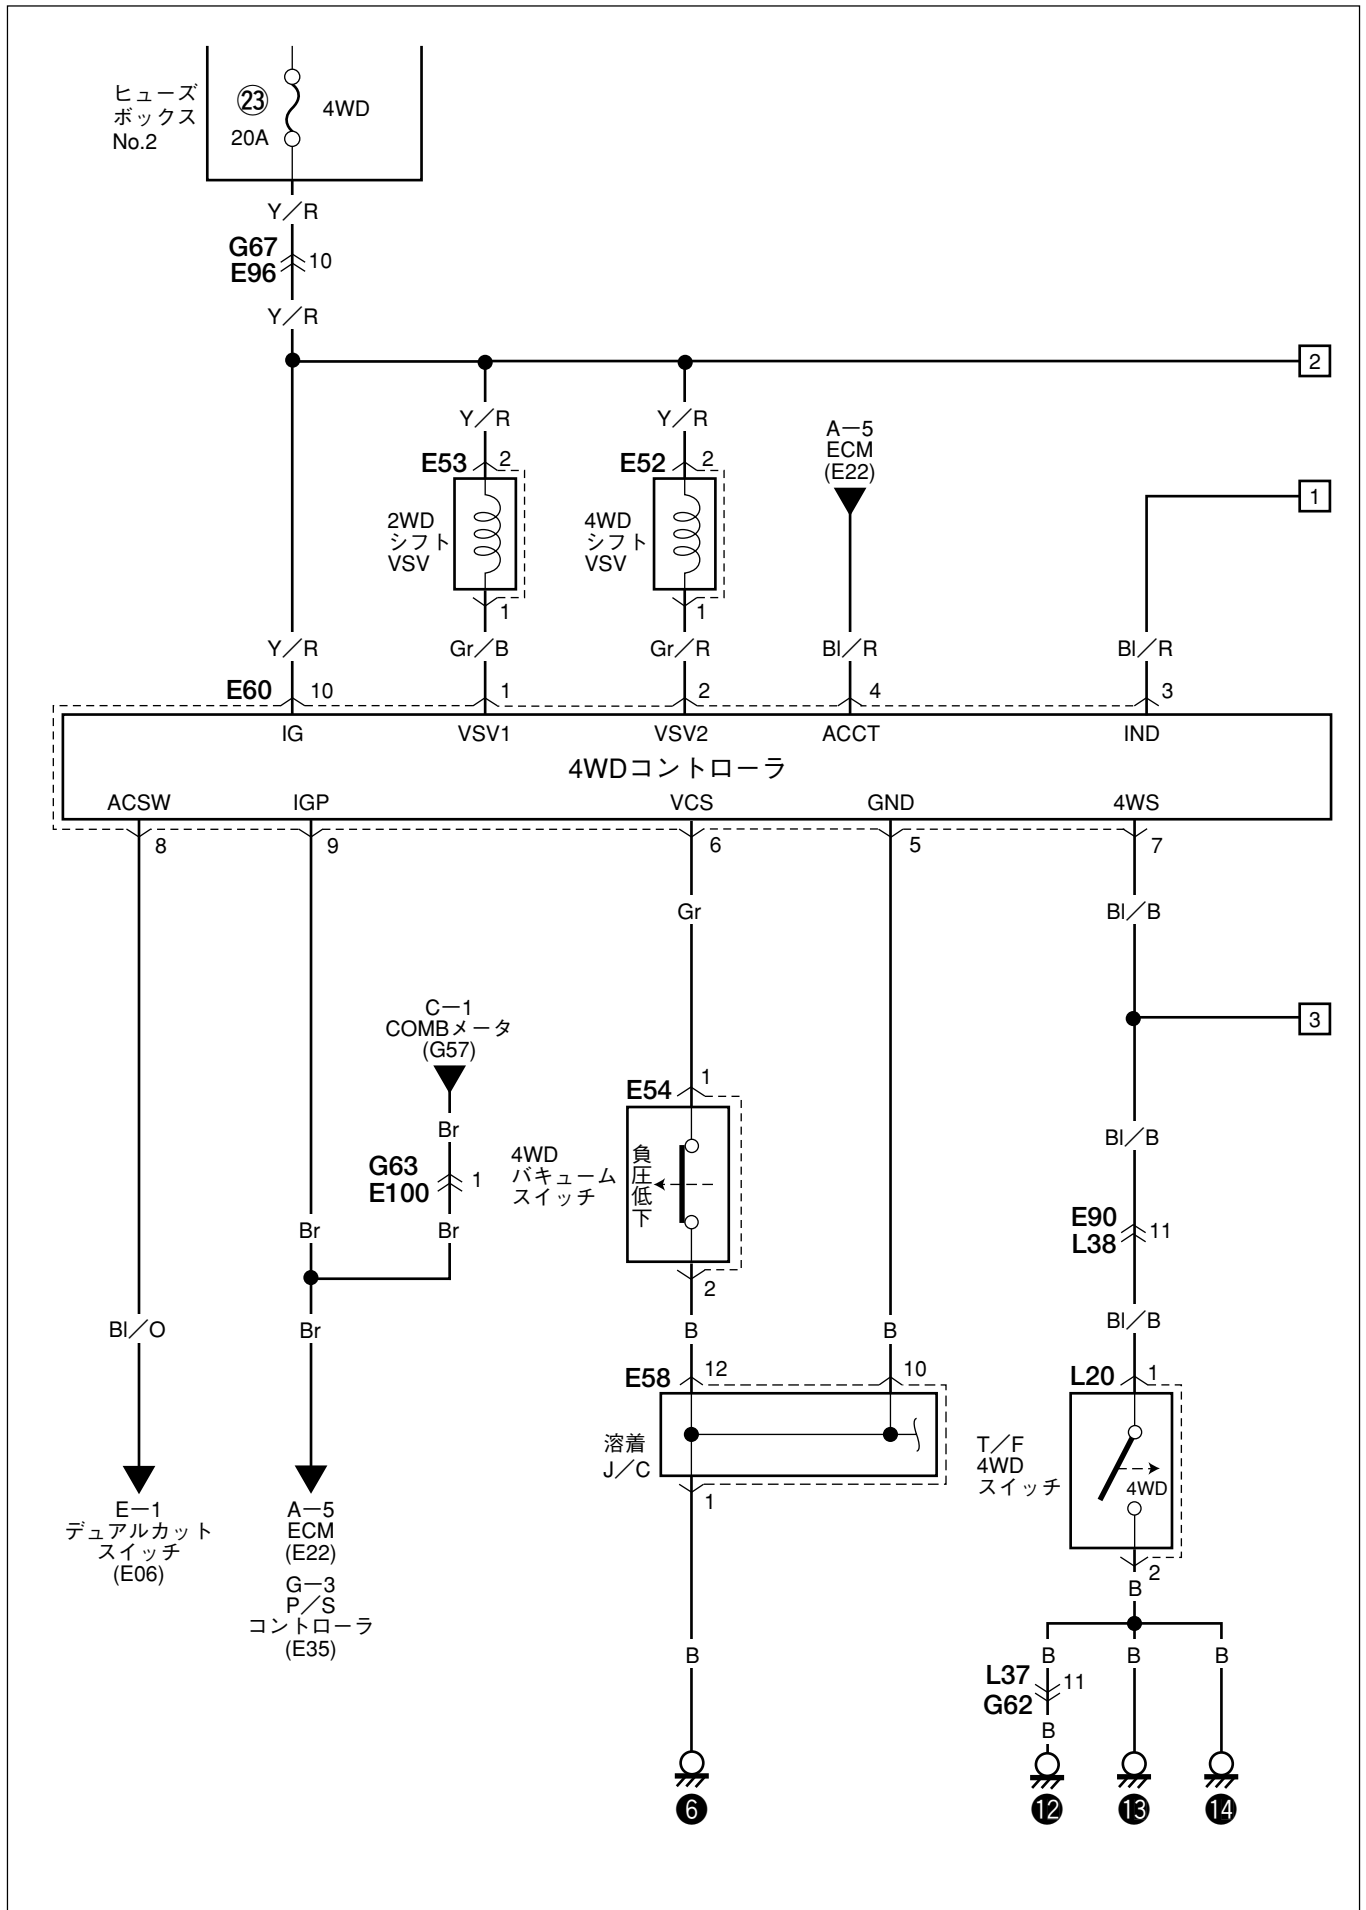 ヒューズ
ボックス
No.2
㉓
20A
4WD
Y／R
G67
E96
10
Y／R
2
Y／R
Y／R
A－5
ECM
(E22)
E53
2
E52
2
1
2WD
シフト
VSV
4WD
シフト
VSV
1
1
Y／R
Gr／B
Gr／R
Bl／R
Bl／R
E60
10
1
2
4
3
IG
VSV1
VSV2
ACCT
IND
4WDコントローラ
ACSW
IGP
VCS
GND
4WS
8
9
6
5
7
Gr
Bl／B
C－1
COMBメータ
(G57)
3
E54
1
Br
Bl／B
G63
E100
1
4WD
バキューム
スイッチ
負圧低下
Br
Br
E90
L38
11
2
Bl／O
Br
B
B
Bl／B
E58
12
10
L20
1
溶着
J／C
T／F
4WD
スイッチ
4WD
1
E－1
デュアルカット
スイッチ
(E06)
A－5
ECM
(E22)
G－3
P／S
コントローラ
(E35)
2
B
B
B
B
B
L37
G62
11
B
6
12
13
14